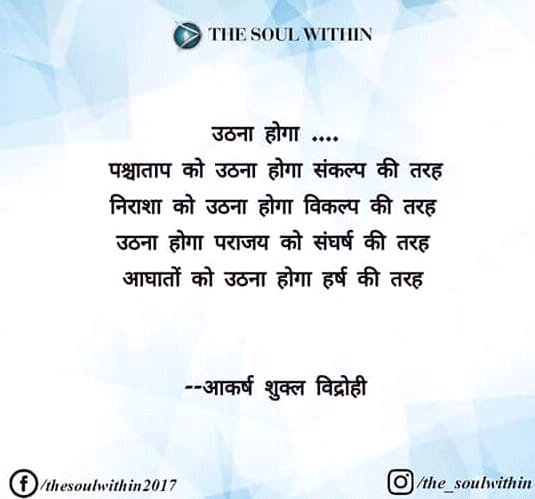 THE SOUL WITHIN
उठना होगा ....
पश्चाताप को उठना होगा संकल्प की तरह
निराशा को उठना होगा विकल्प की तरह
उठना होगा पराजय को संघर्ष की तरह
आघातों को उठना होगा हर्ष की तरह
--आकर्ष शुक्ल विद्रोही
/thesoulwithin2017
/the_soulwithin